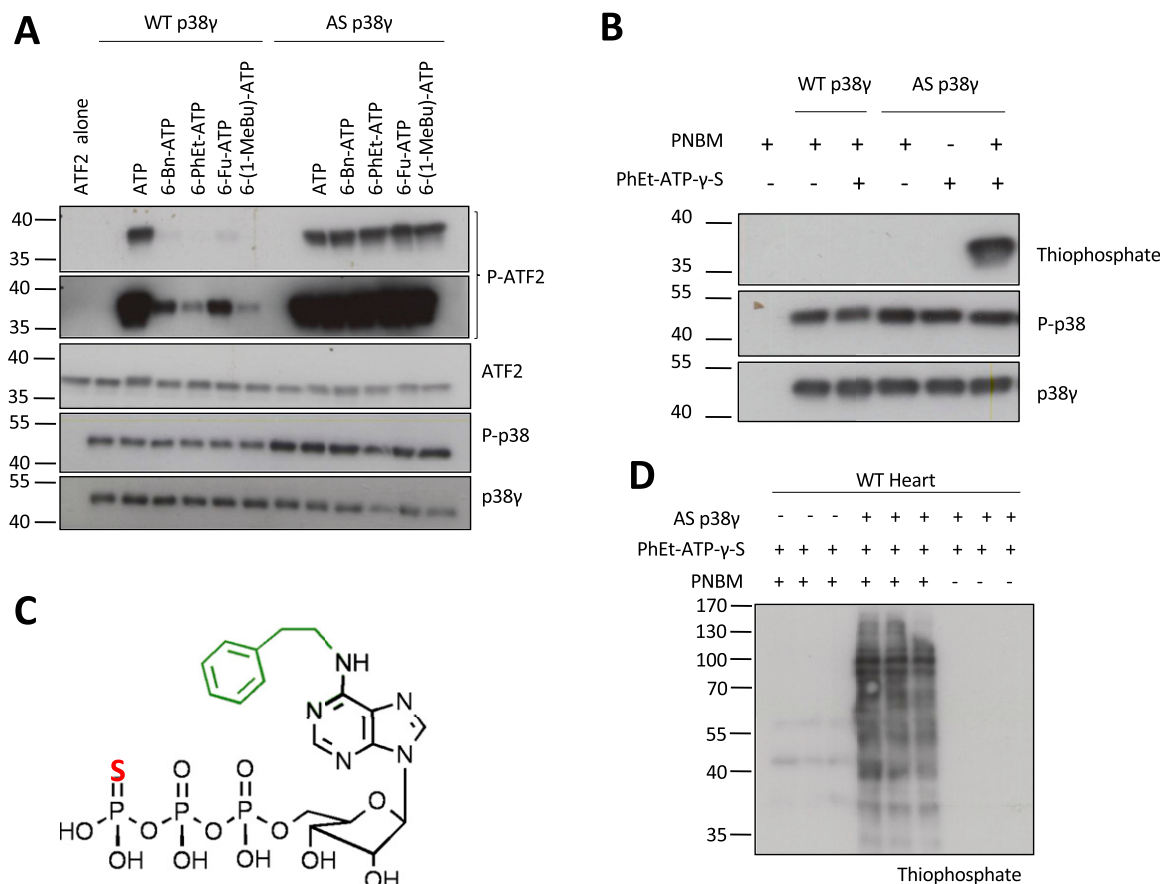 A
WT p38γ
AS p38γ
ATF2 alone
ATP
6-Bn-ATP
6-PhEt-ATP
6-Fu-ATP
6-(1-MeBu)-ATP
ATP
6-Bn-ATP
6-PhEt-ATP
6-Fu-ATP
6-(1-MeBu)-ATP
40
35
40
35
P-ATF2
40
35
ATF2
55
40
P-p38
55
40
p38γ
B
WT p38γ
AS p38γ
PNBM + + + + - +
PhEt-ATP-γ-S - - + - + +
40
35
Thiophosphate
55
40
P-p38
55
40
p38γ
C
NH
N
N
N
N
S
O
O
P
P
P
HO
O
O
O
O
OH
OH
OH
OH
OH
D
WT Heart
AS p38γ - - - + + + + + +
PhEt-ATP-γ-S + + + + + + + + +
PNBM + + + + + + - - -
170
130
100
70
55
40
35
Thiophosphate